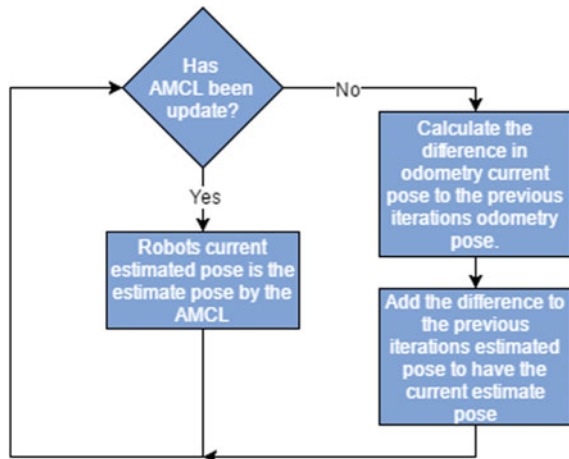 Has
AMCL been
update?
No
Yes
Calculate the
difference in
odometry current
pose to the previous
iterations odometry
pose.
Robots current
estimated pose is the
estimate pose by the
AMCL
Add the difference to
the previous
iterations estimated
pose to have the
current estimate
pose